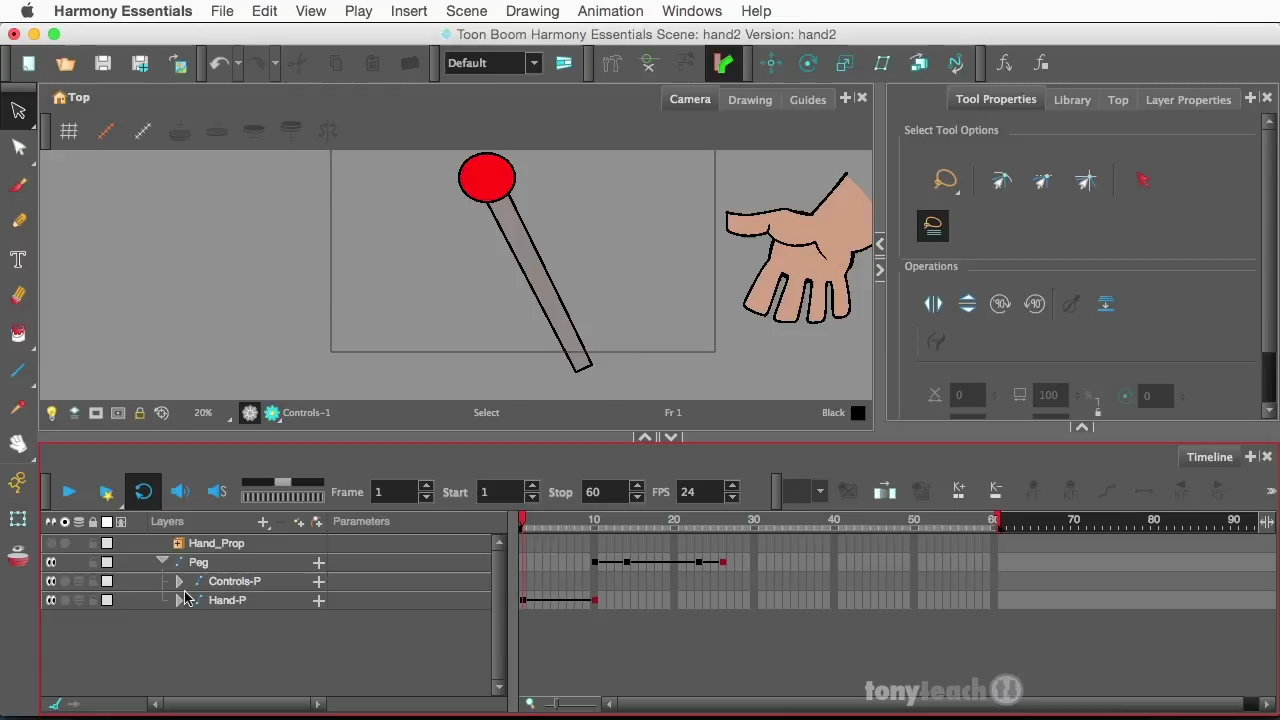 Harmony Essentials File Edit View Play Insert Scene Drawing Animation Windows Help
Toon Boom Harmony Essentials Scene: hand2 Version: hand2
Default
Top
Camera Drawing Guides
Tool Properties Library Top Layer Properties
Select Tool Options
Operations
90 90
0 100 % 0
20% Controls-1 Select Fr 1 Black
Timeline
Frame 1 Start 1 Stop 60 FPS 24
Layers Parameters
10 20 30 40 50 60 70 80 90
Hand_Prop
Peg
Controls-P
Hand-P
tonyteach